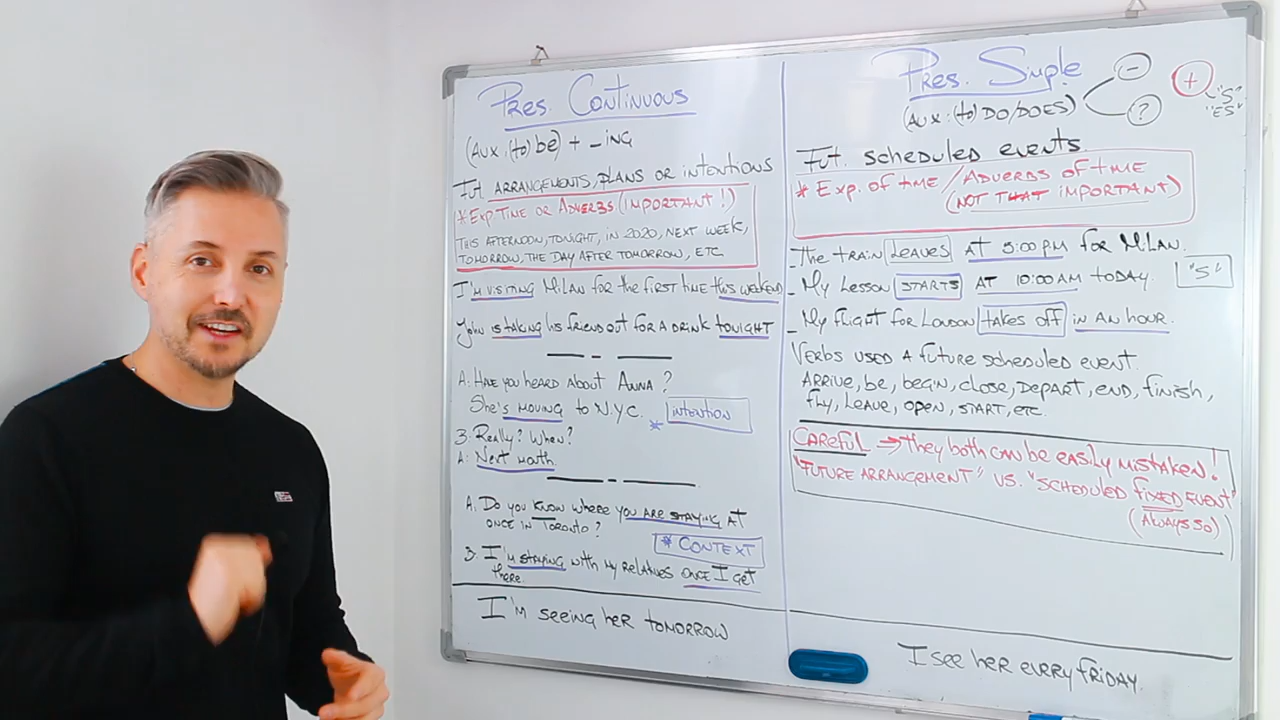 Pres. Continuous
(Aux: (to) be) + _ING
Fut. ARRANGEMENTS, PLANS OR INTENTIONS
* EXP. TIME OR ADVERBS (IMPORTANT!)
THIS AFTERNOON, TONIGHT, IN 2020, NEXT WEEK,
TOMORROW, THE DAY AFTER TOMORROW, ETC.
I'M VISITING MILAN FOR THE FIRST TIME THIS WEEKEND
John IS TAKING HIS FRIEND OUT FOR A DRINK TONIGHT
A: HAVE YOU HEARD ABOUT ANNA?
She's MOVING TO N.Y.C. * intention
B: Really? When?
A: Next month.
A. Do you know where you ARE STAYING AT
ONCE IN TORONTO?
* CONTEXT
B: I'm STAYING with my RELATIVES ONCE I get
there.
I'm seeing her TOMORROW
Pres. Simple
(AUX: (to) DO/DOES)
-
?
+
"S"
"ES"
Fut. scheduled events.
* Exp. of time / ADVERBS OF TIME
(NOT THAT IMPORTANT)
- The TRAIN LEAVES AT 5:00 PM FOR MILAN.
- My Lesson STARTS AT 10:00 AM TODAY.
"S"
- My flight for London takes off in AN HOUR.
Verbs used A future scheduled event.
ARRIVE, be, begin, close, DEPART, END, finish,
fly, LEAVE, OPEN, START, ETC.
CAREFUL => They both can be easily mistaken!
"FUTURE ARRANGEMENT" VS. "SCHEDULED FIXED EVENT"
(ALWAYS SO)
I see her every FRIDAY.